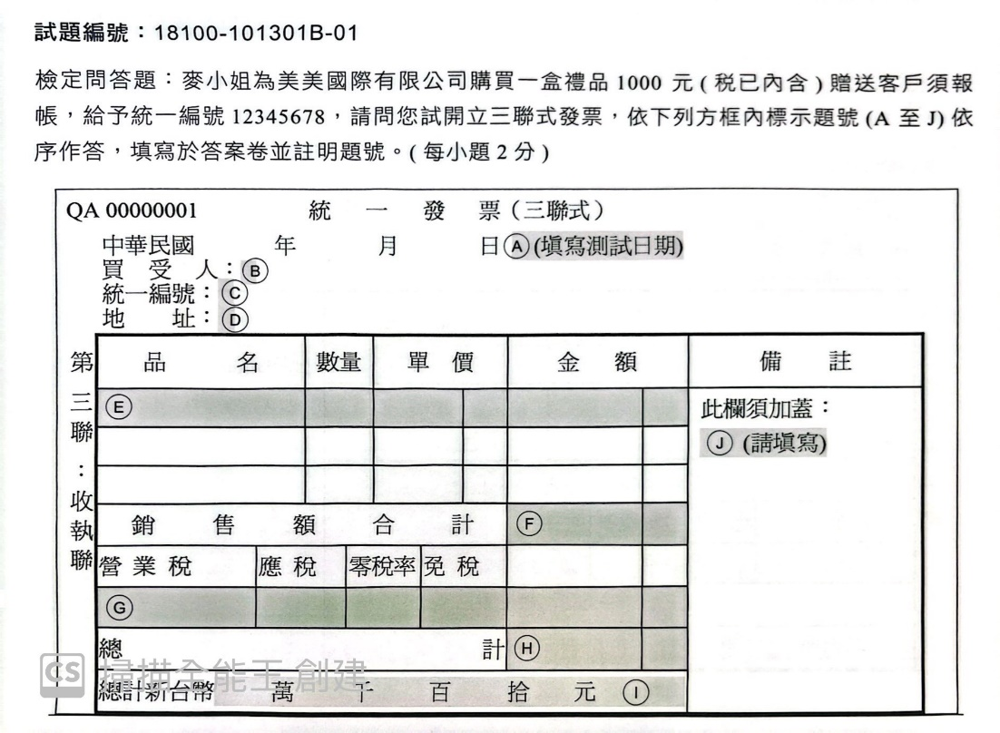 試題編號：18100-101301B-01
檢定問答題：麥小姐為美美國際有限公司購買一盒禮品 1000 元 ( 税已內含 ) 贈送客戶須報
帳，給予統一編號 12345678，請問您試開立三聯式發票，依下列方框內標示題號 (A 至 J) 依
序作答，填寫於答案卷並註明題號。( 每小題 2 分 )
QA 00000001 統 一 發 票（三聯式）
中華民國 年 月 日 Ⓐ (填寫測試日期)
買 受 人：Ⓑ
統一編號：Ⓒ
地 址：Ⓓ
第三聯：收執聯
品 名 數量 單 價 金 額 備 註
Ⓔ
此欄須加蓋：
Ⓙ (請填寫)
銷 售 額 合 計 Ⓕ
營 業 稅 應 稅 零稅率 免 稅
Ⓖ
總 計 Ⓗ
總計新台幣 萬 千 百 拾 元 Ⓘ
CS 掃描全能王 創建